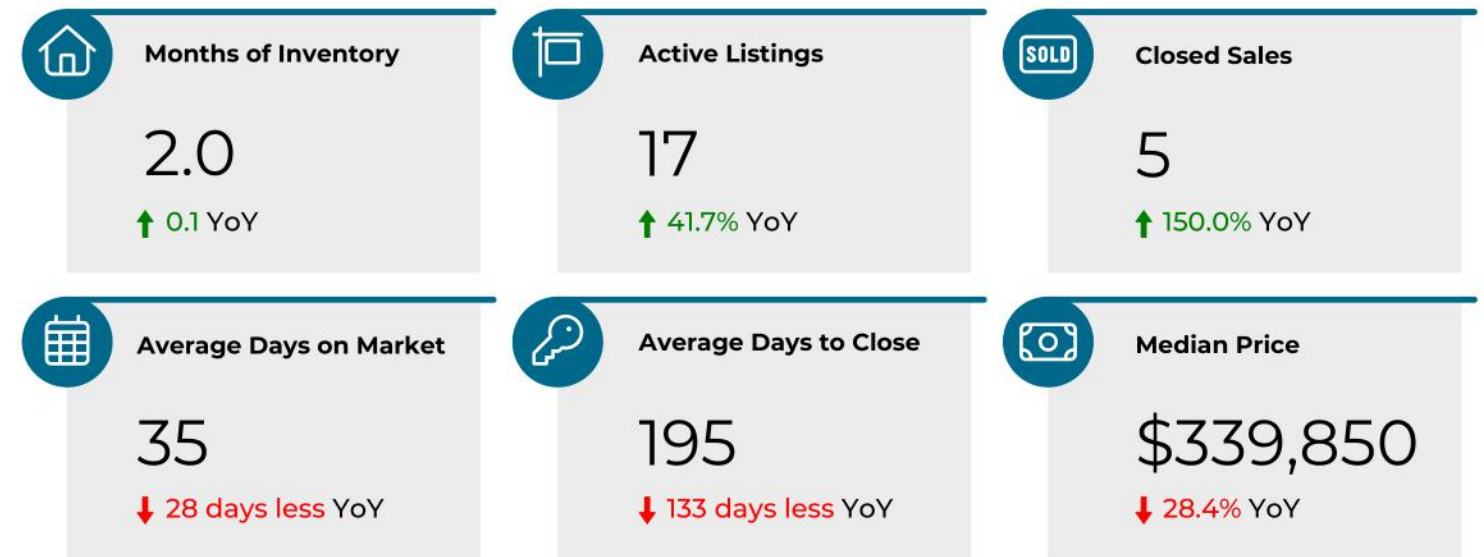 Months of Inventory
2.0
0.1 YoY
Active Listings
17
41.7% YoY
SOLD
Closed Sales
5
150.0% YoY
Average Days on Market
35
28 days less YoY
Average Days to Close
195
133 days less YoY
Median Price
$339,850
28.4% YoY